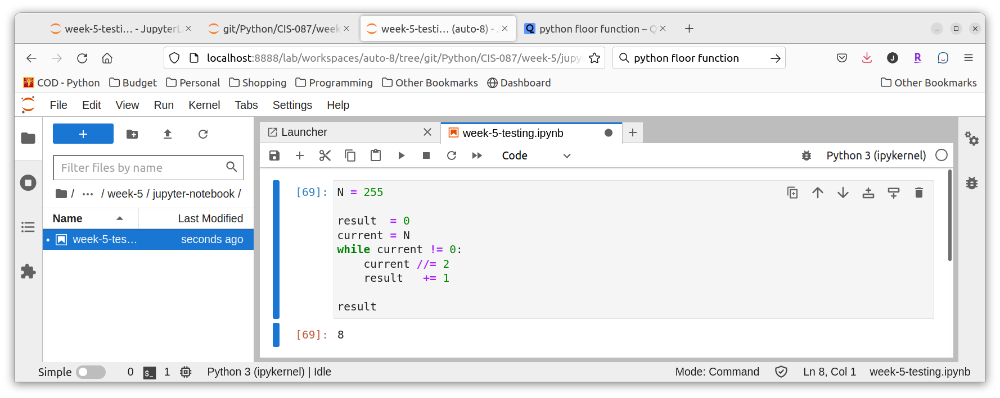 week-5-testi… - JupyterL
git/Python/CIS-087/week
week-5-testi… (auto-8) -
python floor function – Q
localhost:8888/lab/workspaces/auto-8/tree/git/Python/CIS-087/week-5/jupy
python floor function
J
R
COD - Python
Budget
Personal
Shopping
Programming
Other Bookmarks
Dashboard
Other Bookmarks
File
Edit
View
Run
Kernel
Tabs
Settings
Help
Filter files by name
/ … / week-5 / jupyter-notebook /
Name
Last Modified
week-5-tes…
seconds ago
Launcher
week-5-testing.ipynb
Code
Python 3 (ipykernel)
[69]:
N = 255
result  = 0
current = N
while current != 0:
    current //= 2
    result   += 1
result
[69]:
8
Simple
0
$_
1
Python 3 (ipykernel) | Idle
Mode: Command
Ln 8, Col 1
week-5-testing.ipynb